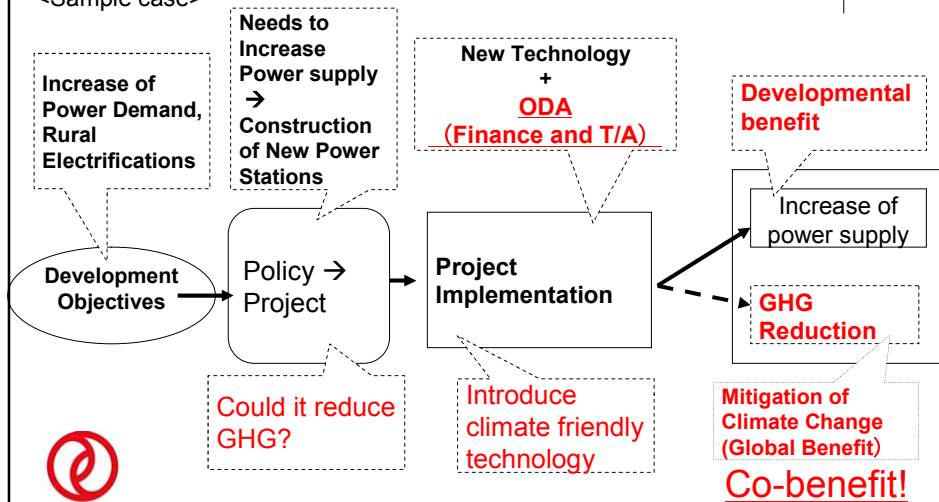 <Sample case>
Increase of
Power Demand,
Rural
Electrifications
Needs to
Increase
Power supply
→
Construction
of New Power
Stations
New Technology
+
ODA
（Finance and T/A）
Developmental
benefit
Development
Objectives
Policy →
Project
Project
Implementation
Increase of
power supply
GHG
Reduction
Could it reduce
GHG?
Introduce
climate friendly
technology
Mitigation of
Climate Change
(Global Benefit）
Co-benefit!